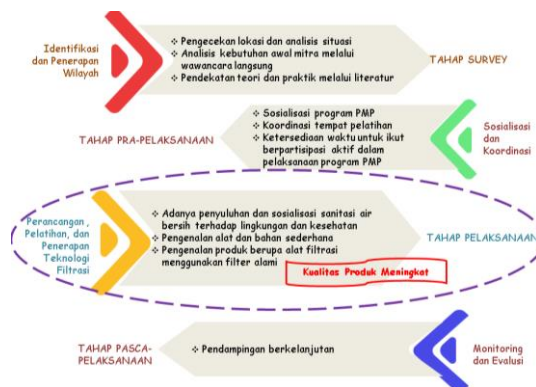 Identifikasi
dan Penerapan
Wilayah
❖ Pengecekan lokasi dan analisis situasi
❖ Analisis kebutuhan awal mitra melalui
wawancara langsung
❖ Pendekatan teori dan praktik melalui literatur
TAHAP SURVEY
TAHAP PRA-PELAKSANAAN
❖ Sosialisasi program PMP
❖ Koordinasi tempat pelatihan
❖ Ketersediaan waktu untuk ikut
berpartisipasi aktif dalam
pelaksanaan program PMP
Sosialisasi
dan
Koordinasi
Perancangan ,
Pelatihan, dan
Penerapan
Teknologi
Filtrasi
❖ Adanya penyuluhan dan sosialisasi sanitasi air
bersih terhadap lingkungan dan kesehatan
❖ Pengenalan alat dan bahan sederhana
❖ Pengenalan produk berupa alat filtrasi
menggunakan filter alami
Kualitas Produk Meningkat
TAHAP PELAKSANAAN
TAHAP PASCA-
PELAKSANAAN
❖ Pendampingan berkelanjutan
Monitoring
dan Evalusi